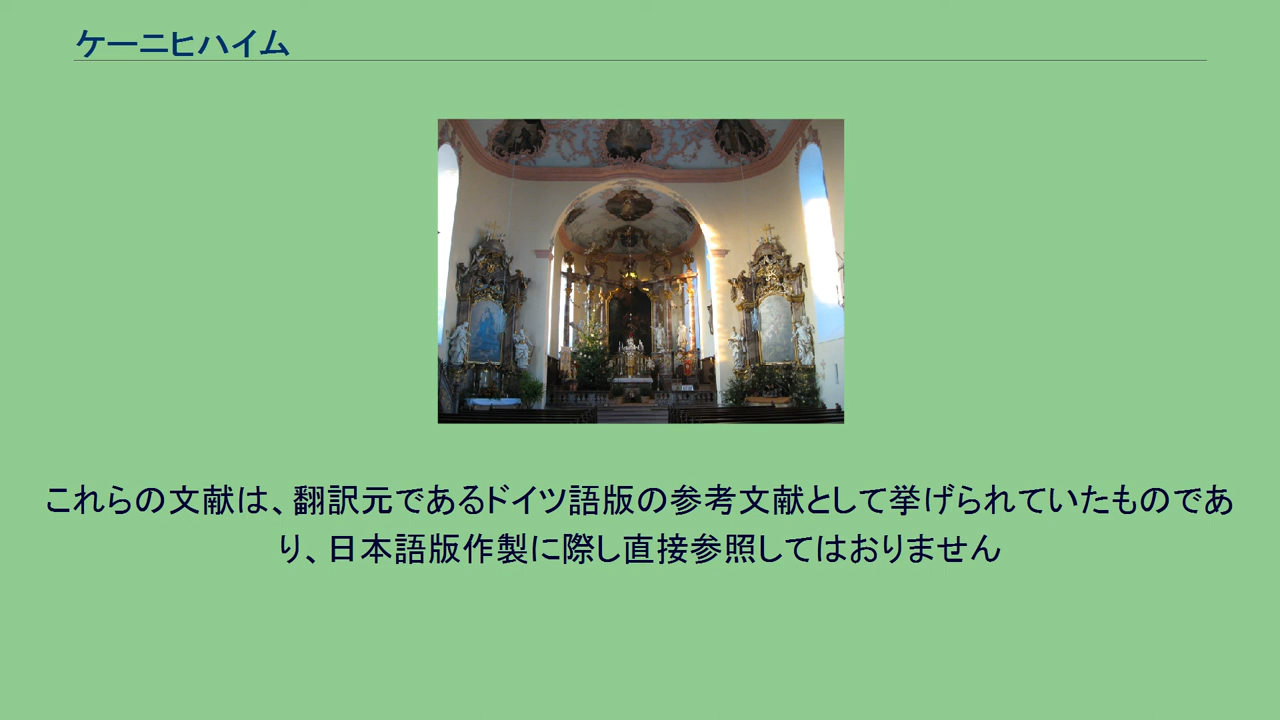 ケーニヒハイム
これらの文献は、翻訳元であるドイツ語版の参考文献として挙げられていたものであ
り、日本語版作製に際し直接参照してはおりません